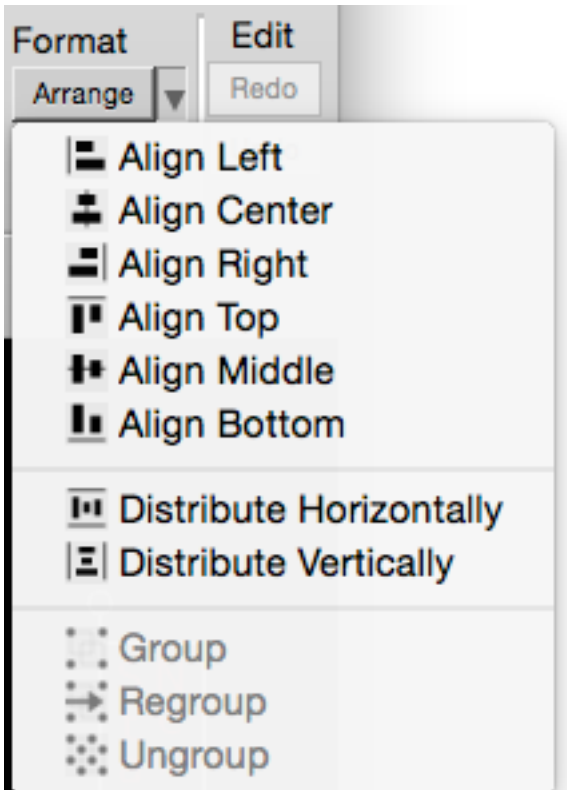 Format
Edit
Arrange
Redo
Align Left
Align Center
Align Right
Align Top
Align Middle
Align Bottom
Distribute Horizontally
Distribute Vertically
Group
Regroup
Ungroup